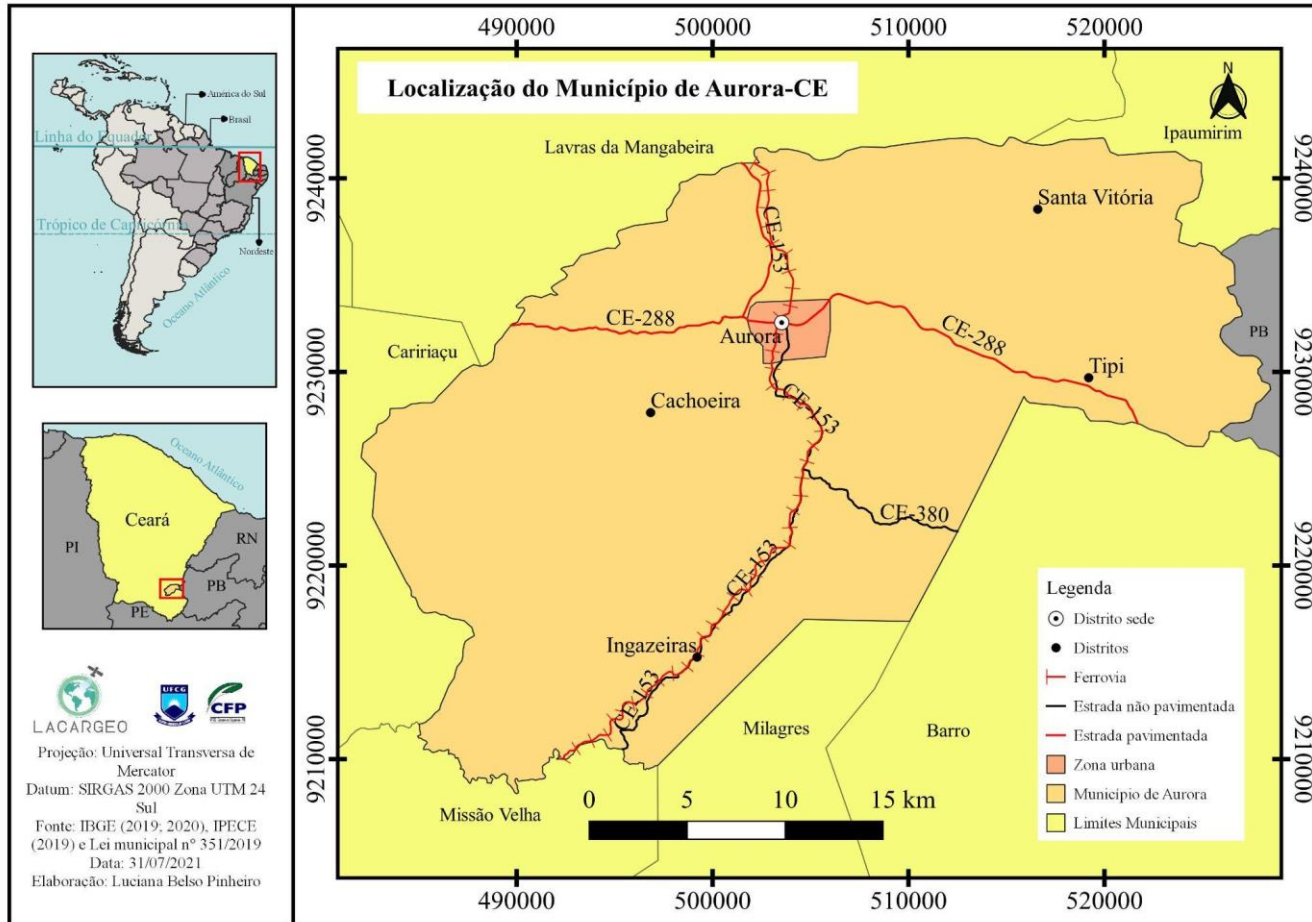 América do Sul
Brasil
Linha do Equador
Trópico de Capricórnia
Nordeste
Oceano Atlântico
Oceano Atlântico
Ceará
PI
RN
PB
PE
LACARGEO
UFCG
CFP
Projeção: Universal Transversa de
Mercator
Datum: SIRGAS 2000 Zona UTM 24
Sul
Fonte: IBGE (2019; 2020), IPECE
(2019) e Lei municipal nº 351/2019
Data: 31/07/2021
Elaboração: Luciana Belso Pinheiro
490000
500000
510000
520000
Localização do Município de Aurora-CE
N
Ipaumirim
Lavras da Mangabeira
9240000
9240000
Santa Vitória
CE-153
CE-288
Aurora
CE-288
PB
Caririaçu
9230000
9230000
Tipi
Cachoeira
CE-153
CE-380
9220000
9220000
CE-153
Ingazeiras
CE-153
Milagres
Barro
9210000
9210000
Missão Velha
0 5 10 15 km
Legenda
Distrito sede
Distritos
Ferrovia
Estrada não pavimentada
Estrada pavimentada
Zona urbana
Município de Aurora
Limites Municipais
490000
500000
510000
520000